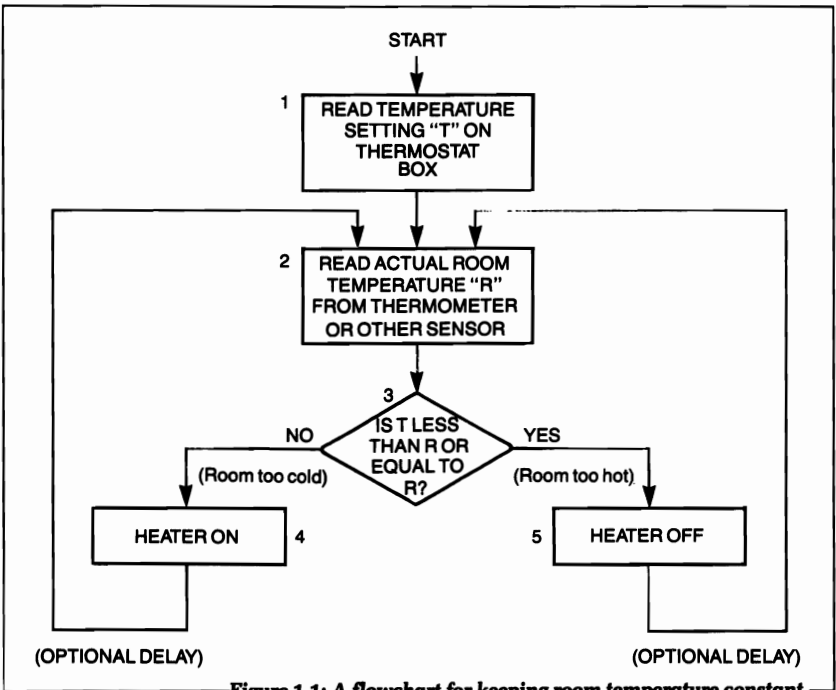 START
1
READ TEMPERATURE
SETTING “T” ON
THERMOSTAT
BOX
2
READ ACTUAL ROOM
TEMPERATURE “R”
FROM THERMOMETER
OR OTHER SENSOR
3
IS T LESS
THAN R OR
EQUAL TO
R?
NO
(Room too cold)
YES
(Room too hot)
HEATER ON
4
5
HEATER OFF
(OPTIONAL DELAY)
(OPTIONAL DELAY)
Figure 1.1: A flowchart for keeping room temperature constant